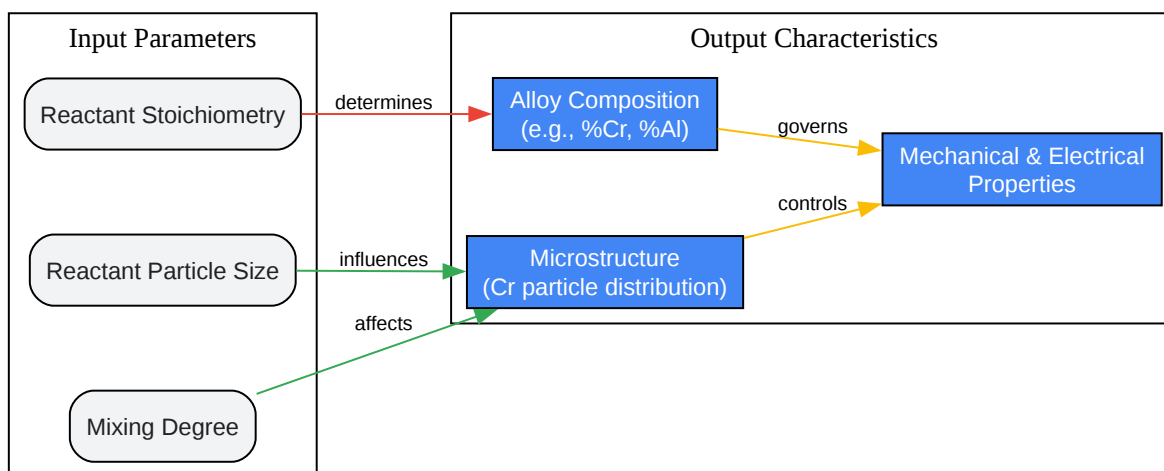 Input Parameters
Output Characteristics
Reactant Stoichiometry
determines
Alloy Composition
(e.g., %Cr, %Al)
governs
Mechanical & Electrical
Properties
controls
Reactant Particle Size
influences
Microstructure
(Cr particle distribution)
affects
Mixing Degree